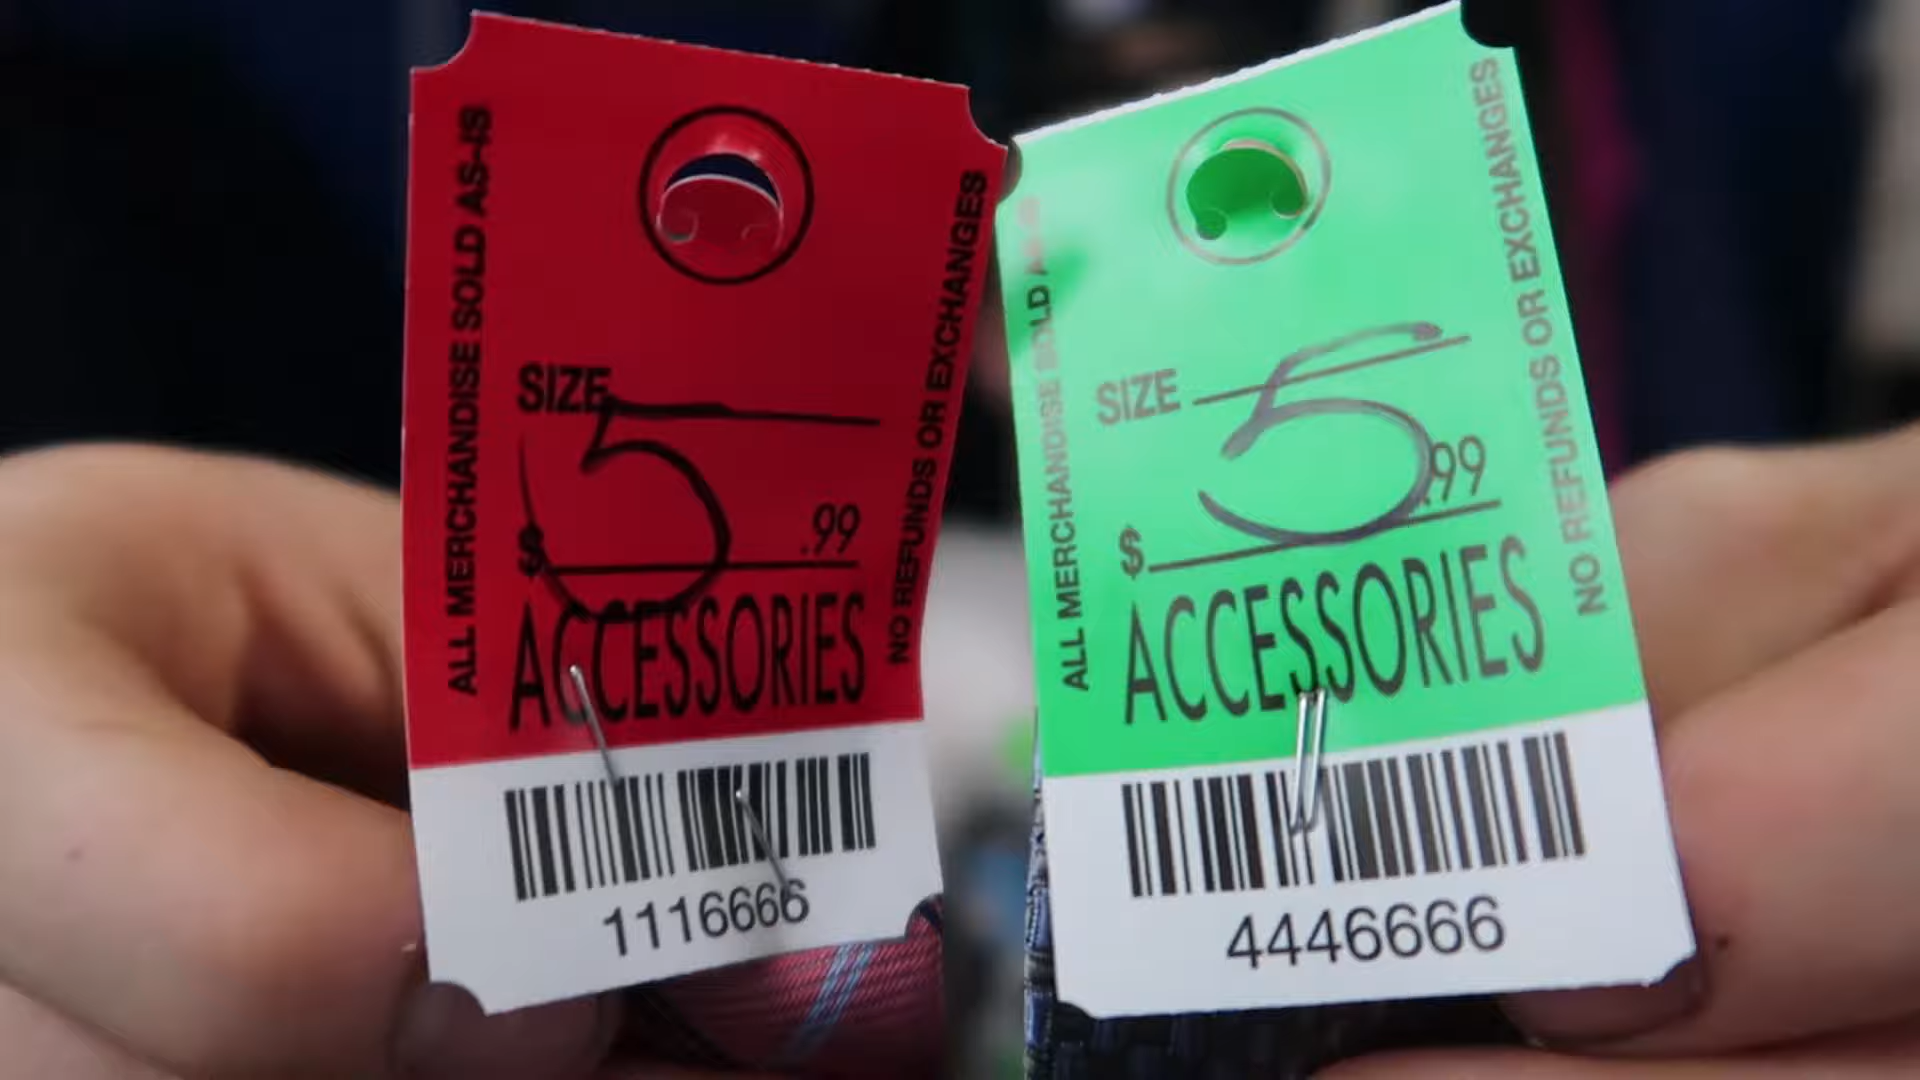 ALL MERCHANDISE SOLD AS-IS
NO REFUNDS OR EXCHANGES
SIZE
$ 5 .99
ACCESSORIES
1116666
ALL MERCHANDISE SOLD AS-IS
NO REFUNDS OR EXCHANGES
SIZE
$ 5 .99
ACCESSORIES
4446666